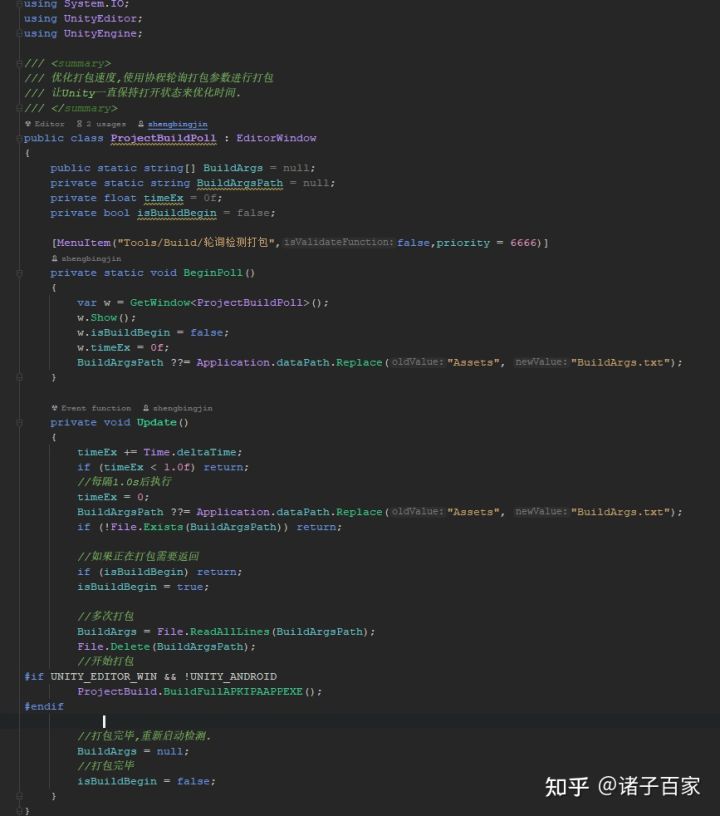 using System.IO;
using UnityEditor;
using UnityEngine;
/// <summary>
/// 优化打包速度,使用协程轮询打包参数进行打包
/// 让Unity一直保持打开状态来优化时间.
/// </summary>
Editor 2 usages shengbingjin
public class ProjectBuildPoll : EditorWindow
{
public static string[] BuildArgs = null;
private static string BuildArgsPath = null;
private float timeEx = 0f;
private bool isBuildBegin = false;
[MenuItem("Tools/Build/轮询检测打包",isValidateFunction:false,priority = 6666)]
shengbingjin
private static void BeginPoll()
{
var w = GetWindow<ProjectBuildPoll>();
w.Show();
w.isBuildBegin = false;
w.timeEx = 0f;
BuildArgsPath ??= Application.dataPath.Replace(oldValue:"Assets", newValue:"BuildArgs.txt");
}
Event function shengbingjin
private void Update()
{
timeEx += Time.deltaTime;
if (timeEx < 1.0f) return;
//每隔1.0s后执行
timeEx = 0;
BuildArgsPath ??= Application.dataPath.Replace(oldValue:"Assets", newValue:"BuildArgs.txt");
if (!File.Exists(BuildArgsPath)) return;
//如果正在打包需要返回
if (isBuildBegin) return;
isBuildBegin = true;
//多次打包
BuildArgs = File.ReadAllLines(BuildArgsPath);
File.Delete(BuildArgsPath);
//开始打包
#if UNITY_EDITOR_WIN && !UNITY_ANDROID
ProjectBuild.BuildFullAPKIPAAPPEXE();
#endif
//打包完毕,重新启动检测.
BuildArgs = null;
//打包完毕
isBuildBegin = false;
}
}
知乎 @诸子百家